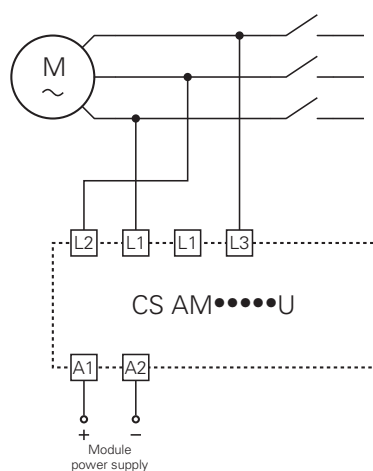 M
~
L2 L1 L1 L3
CS AM•••••U
A1 A2
+ −
Module
power supply